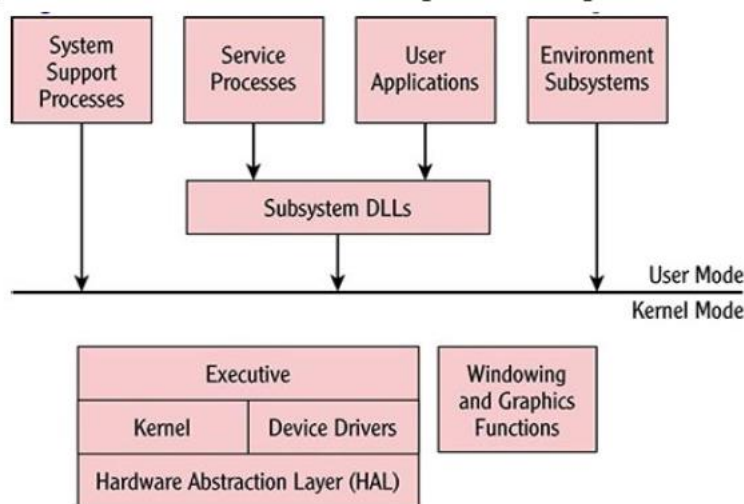 System
Support
Processes
Service
Processes
User
Applications
Environment
Subsystems
Subsystem DLLs
User Mode
Kernel Mode
Executive
Kernel
Device Drivers
Hardware Abstraction Layer (HAL)
Windowing
and Graphics
Functions